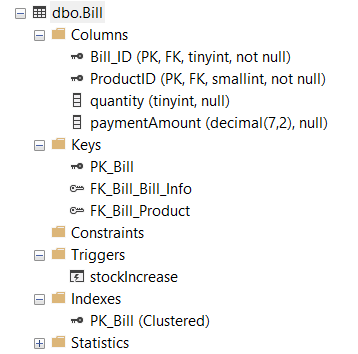 dbo.Bill
Columns
Bill_ID (PK, FK, tinyint, not null)
ProductID (PK, FK, smallint, not null)
quantity (tinyint, null)
paymentAmount (decimal(7,2), null)
Keys
PK_Bill
FK_Bill_Bill_Info
FK_Bill_Product
Constraints
Triggers
stockIncrease
Indexes
PK_Bill (Clustered)
Statistics